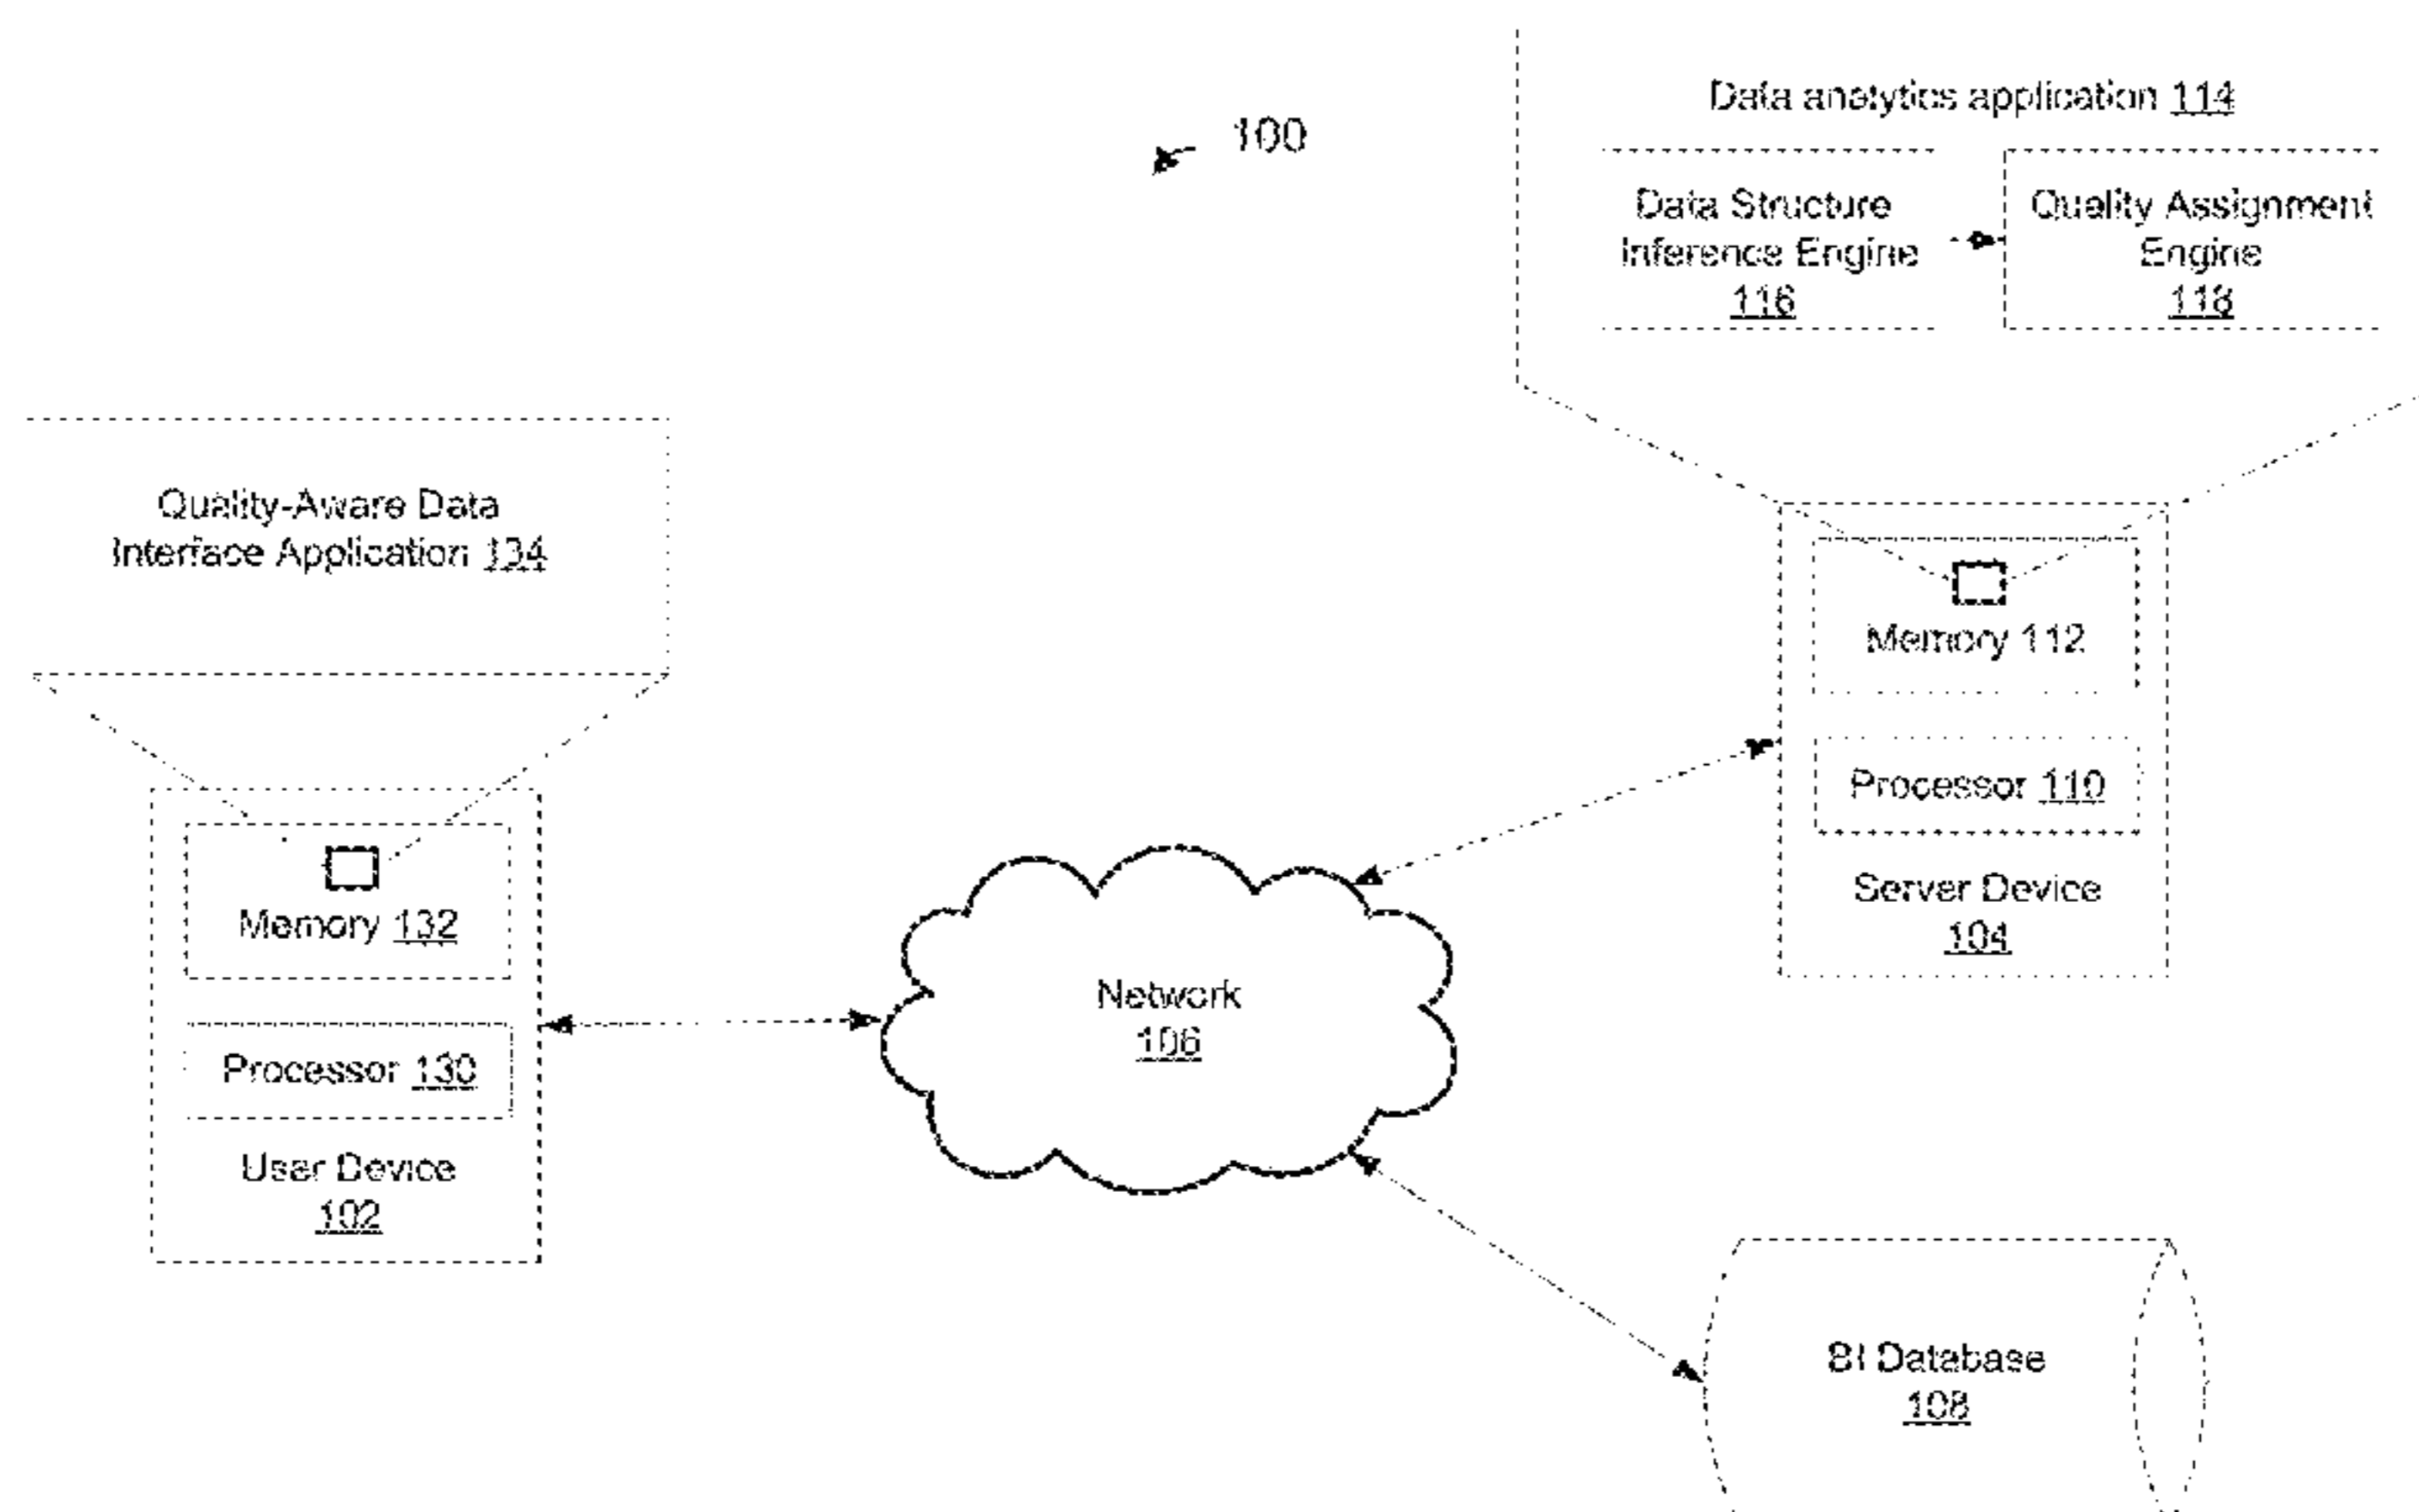 100
Data analytics application 114
Data Structure
Inference Engine
116
Quality Assignment
Engine
118
Quality-Aware Data
Interface Application 134
Memory 112
Processor 110
Server Device
104
Memory 132
Processor 130
User Device
102
Network
106
BI Database
108